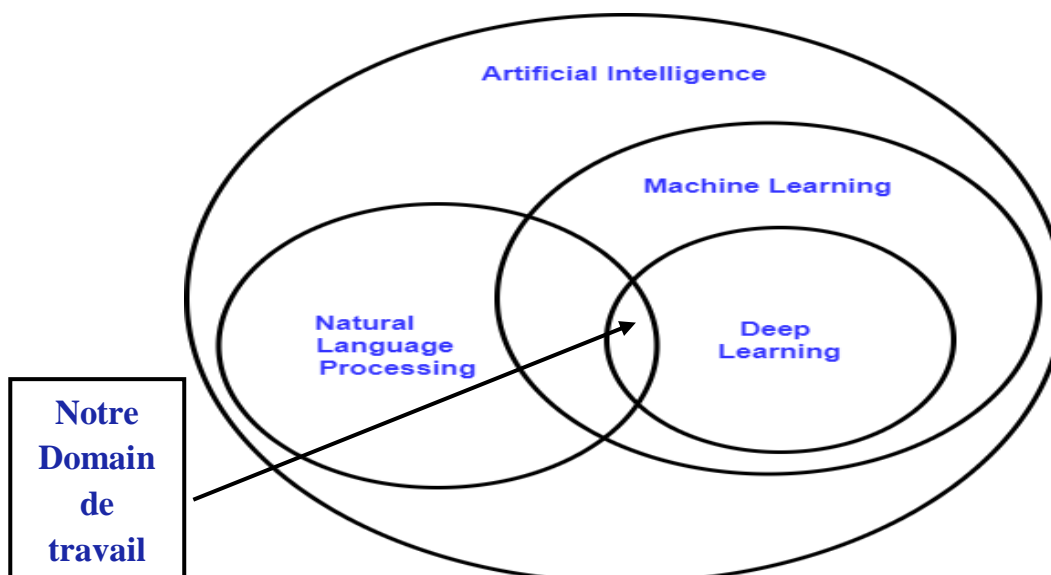 Artificial Intelligence
Machine Learning
Natural
Language
Processing
Deep
Learning
Notre
Domain
de
travail